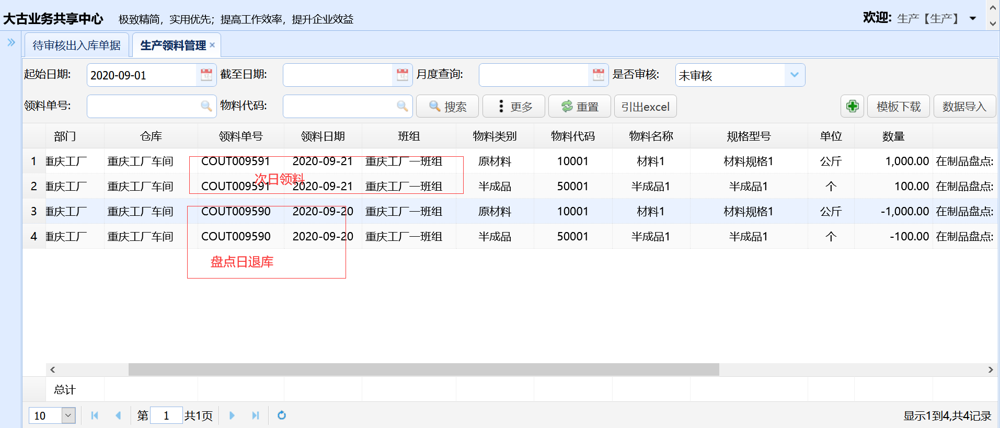 大古业务共享中心 极致精简，实用优先；提高工作效率，提升企业效益 欢迎: 生产【生产】
待审核出入库单据 生产领料管理
起始日期: 2020-09-01 截至日期: 月度查询: 是否审核: 未审核
领料单号: 物料代码: 搜索 更多 重置 引出excel 模板下载 数据导入
部门 仓库 领料单号 领料日期 班组 物料类别 物料代码 物料名称 规格型号 单位 数量
1 重庆工厂 重庆工厂车间 COUT009591 2020-09-21 重庆工厂一班组 原材料 10001 材料1 材料规格1 公斤 1,000.00 在制品盘点:
次日领料
2 重庆工厂 重庆工厂车间 COUT009591 2020-09-21 重庆工厂一班组 半成品 50001 半成品1 半成品1 个 100.00 在制品盘点:
3 重庆工厂 重庆工厂车间 COUT009590 2020-09-20 重庆工厂一班组 原材料 10001 材料1 材料规格1 公斤 -1,000.00 在制品盘点:
4 重庆工厂 重庆工厂车间 COUT009590 2020-09-20 重庆工厂一班组 半成品 50001 半成品1 半成品1 个 -100.00 在制品盘点:
盘点日退库
总计
10 第 1 共1页 显示1到4,共4记录